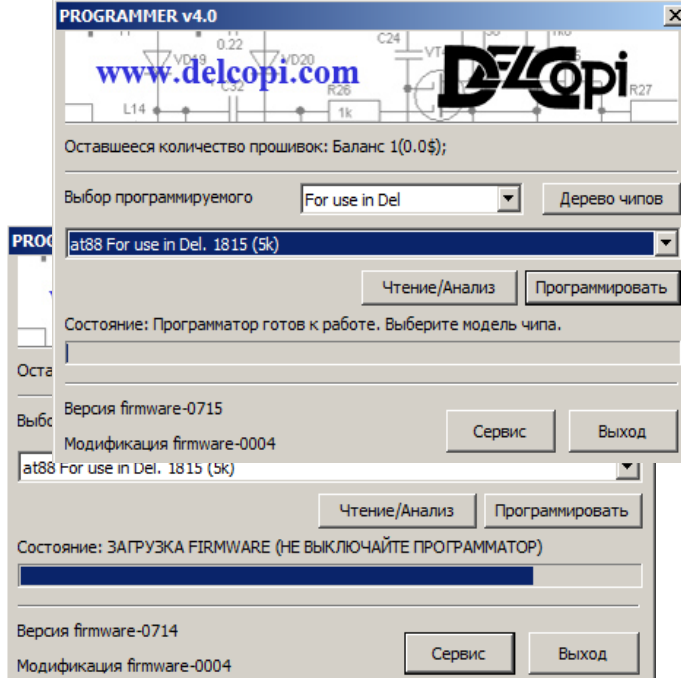 PROGRAMMER v4.0
VD19 0.22 VD20 C24 VT4
www.delcopi.com DELCopi
L14 C32 R26 1k R27
Оставшееся количество прошивок: Баланс 1(0.0$);
Выбор программируемого For use in Del Дерево чипов
at88 For use in Del. 1815 (5k)
Чтение/Анализ Программировать
Состояние: Программатор готов к работе. Выберите модель чипа.
Версия firmware-0715
Модификация firmware-0004
Сервис Выход
at88 For use in Del. 1815 (5k)
Чтение/Анализ Программировать
Состояние: ЗАГРУЗКА FIRMWARE (НЕ ВЫКЛЮЧАЙТЕ ПРОГРАММАТОР)
Версия firmware-0714
Модификация firmware-0004
Сервис Выход